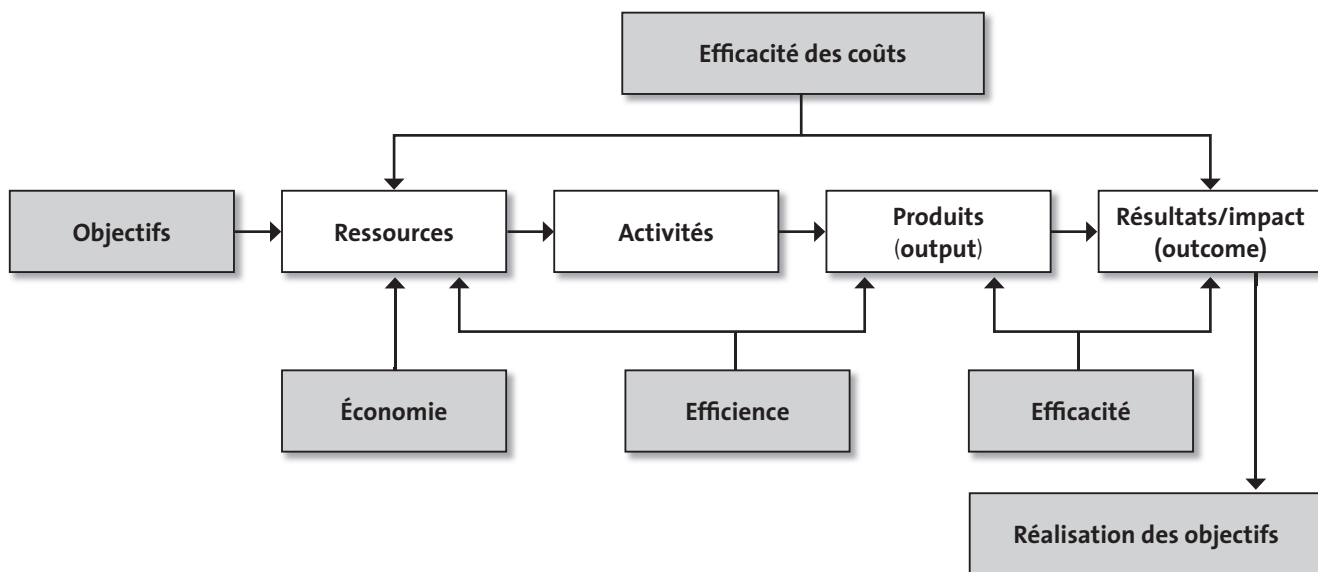 Efficacité des coûts
Objectifs
Ressources
Activités
Produits
(output)
Résultats/impact
(outcome)
Économie
Efficience
Efficacité
Réalisation des objectifs